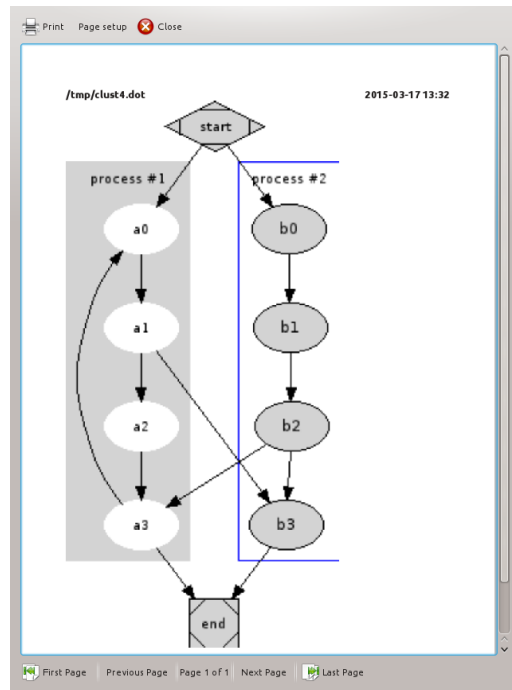 Print Page setup Close
/tmp/clust4.dot 2015-03-17 13:32
start
process #1 process #2
a0 b0
a1 b1
a2 b2
a3 b3
end
First Page Previous Page Page 1 of 1 Next Page Last Page